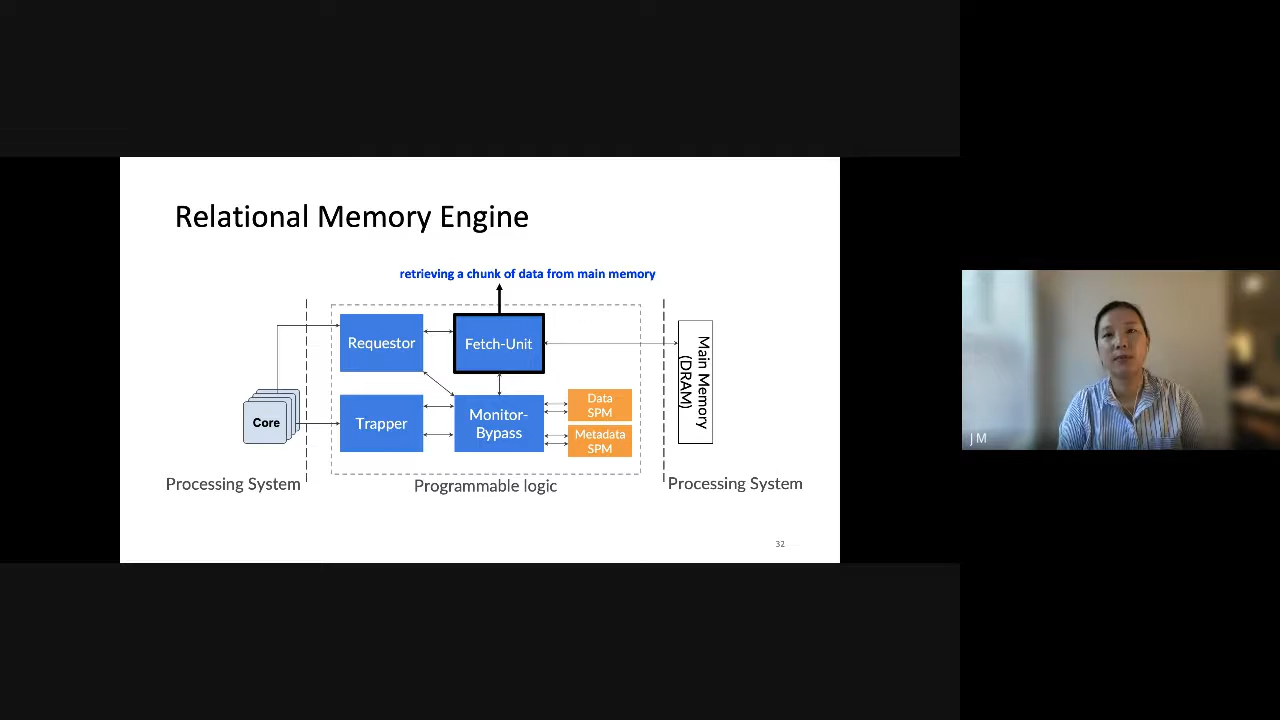 Relational Memory Engine
retrieving a chunk of data from main memory
Requestor
Fetch-Unit
Main Memory
(DRAM)
Core
Trapper
Monitor-
Bypass
Data
SPM
Metadata
SPM
Processing System
Programmable logic
Processing System
32
J M